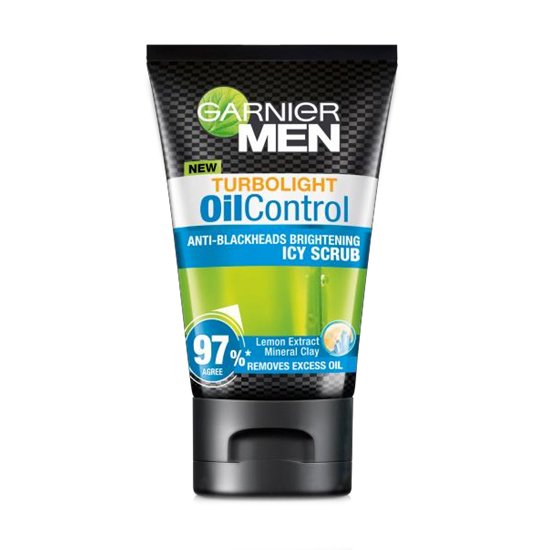 GARNIER
MEN
NEW
TURBOLIGHT
OilControl
ANTI-BLACKHEADS BRIGHTENING
ICY SCRUB
97%*
AGREE
Lemon Extract
Mineral Clay
REMOVES EXCESS OIL